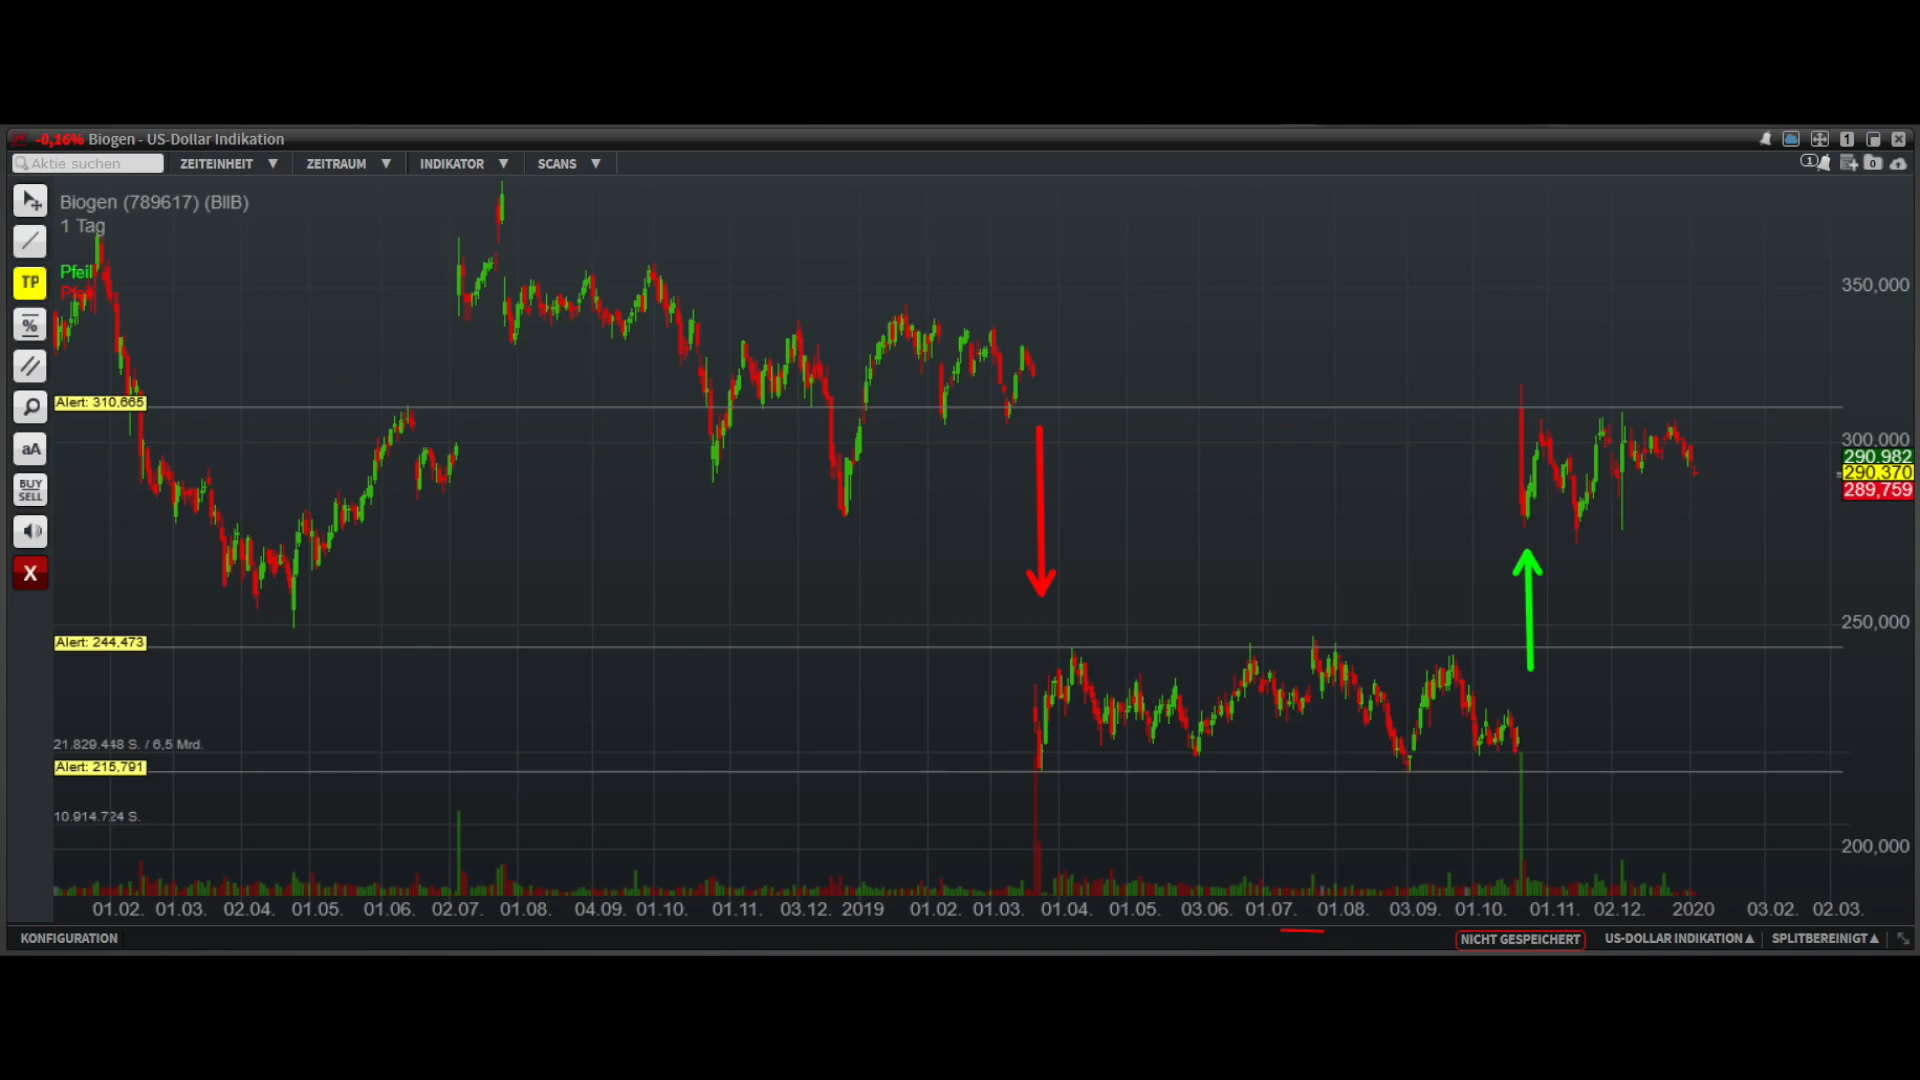 -0,16% Biogen - US-Dollar Indikation
1
Aktie suchen ZEITEINHEIT ▼ ZEITRAUM ▼ INDIKATOR ▼ SCANS ▼
1 0
Biogen (789617) (BIIB)
1 Tag
Pfeil
Pfeil
TP
%
aA
BUY
SELL
X
350,000
Alert: 310,665
300,000
290,982
290,370
289,759
250,000
Alert: 244,473
21.829.448 S. / 6,5 Mrd.
Alert: 215,791
10.914.724 S.
200,000
01.02. 01.03. 02.04. 01.05. 01.06. 02.07. 01.08. 04.09. 01.10. 01.11. 03.12. 2019 01.02. 01.03. 01.04. 01.05. 03.06. 01.07. 01.08. 03.09. 01.10. 01.11. 02.12. 2020 03.02. 02.03.
KONFIGURATION NICHT GESPEICHERT US-DOLLAR INDIKATION▲ SPLITBEREINIGT▲